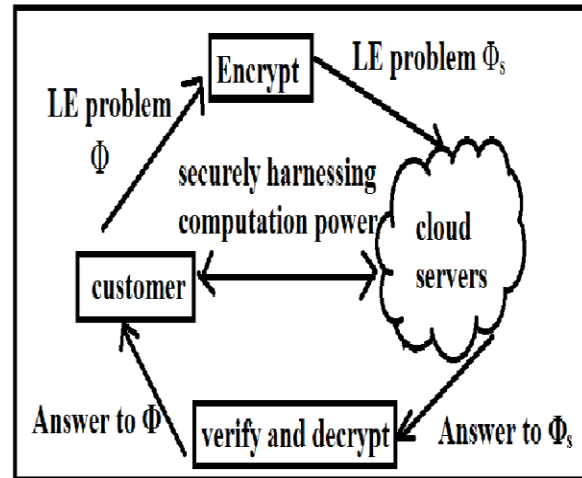 Encrypt
LE problem Φs
LE problem
Φ
securely harnessing
computation power
cloud
servers
customer
Answer to Φ
verify and decrypt
Answer to Φs